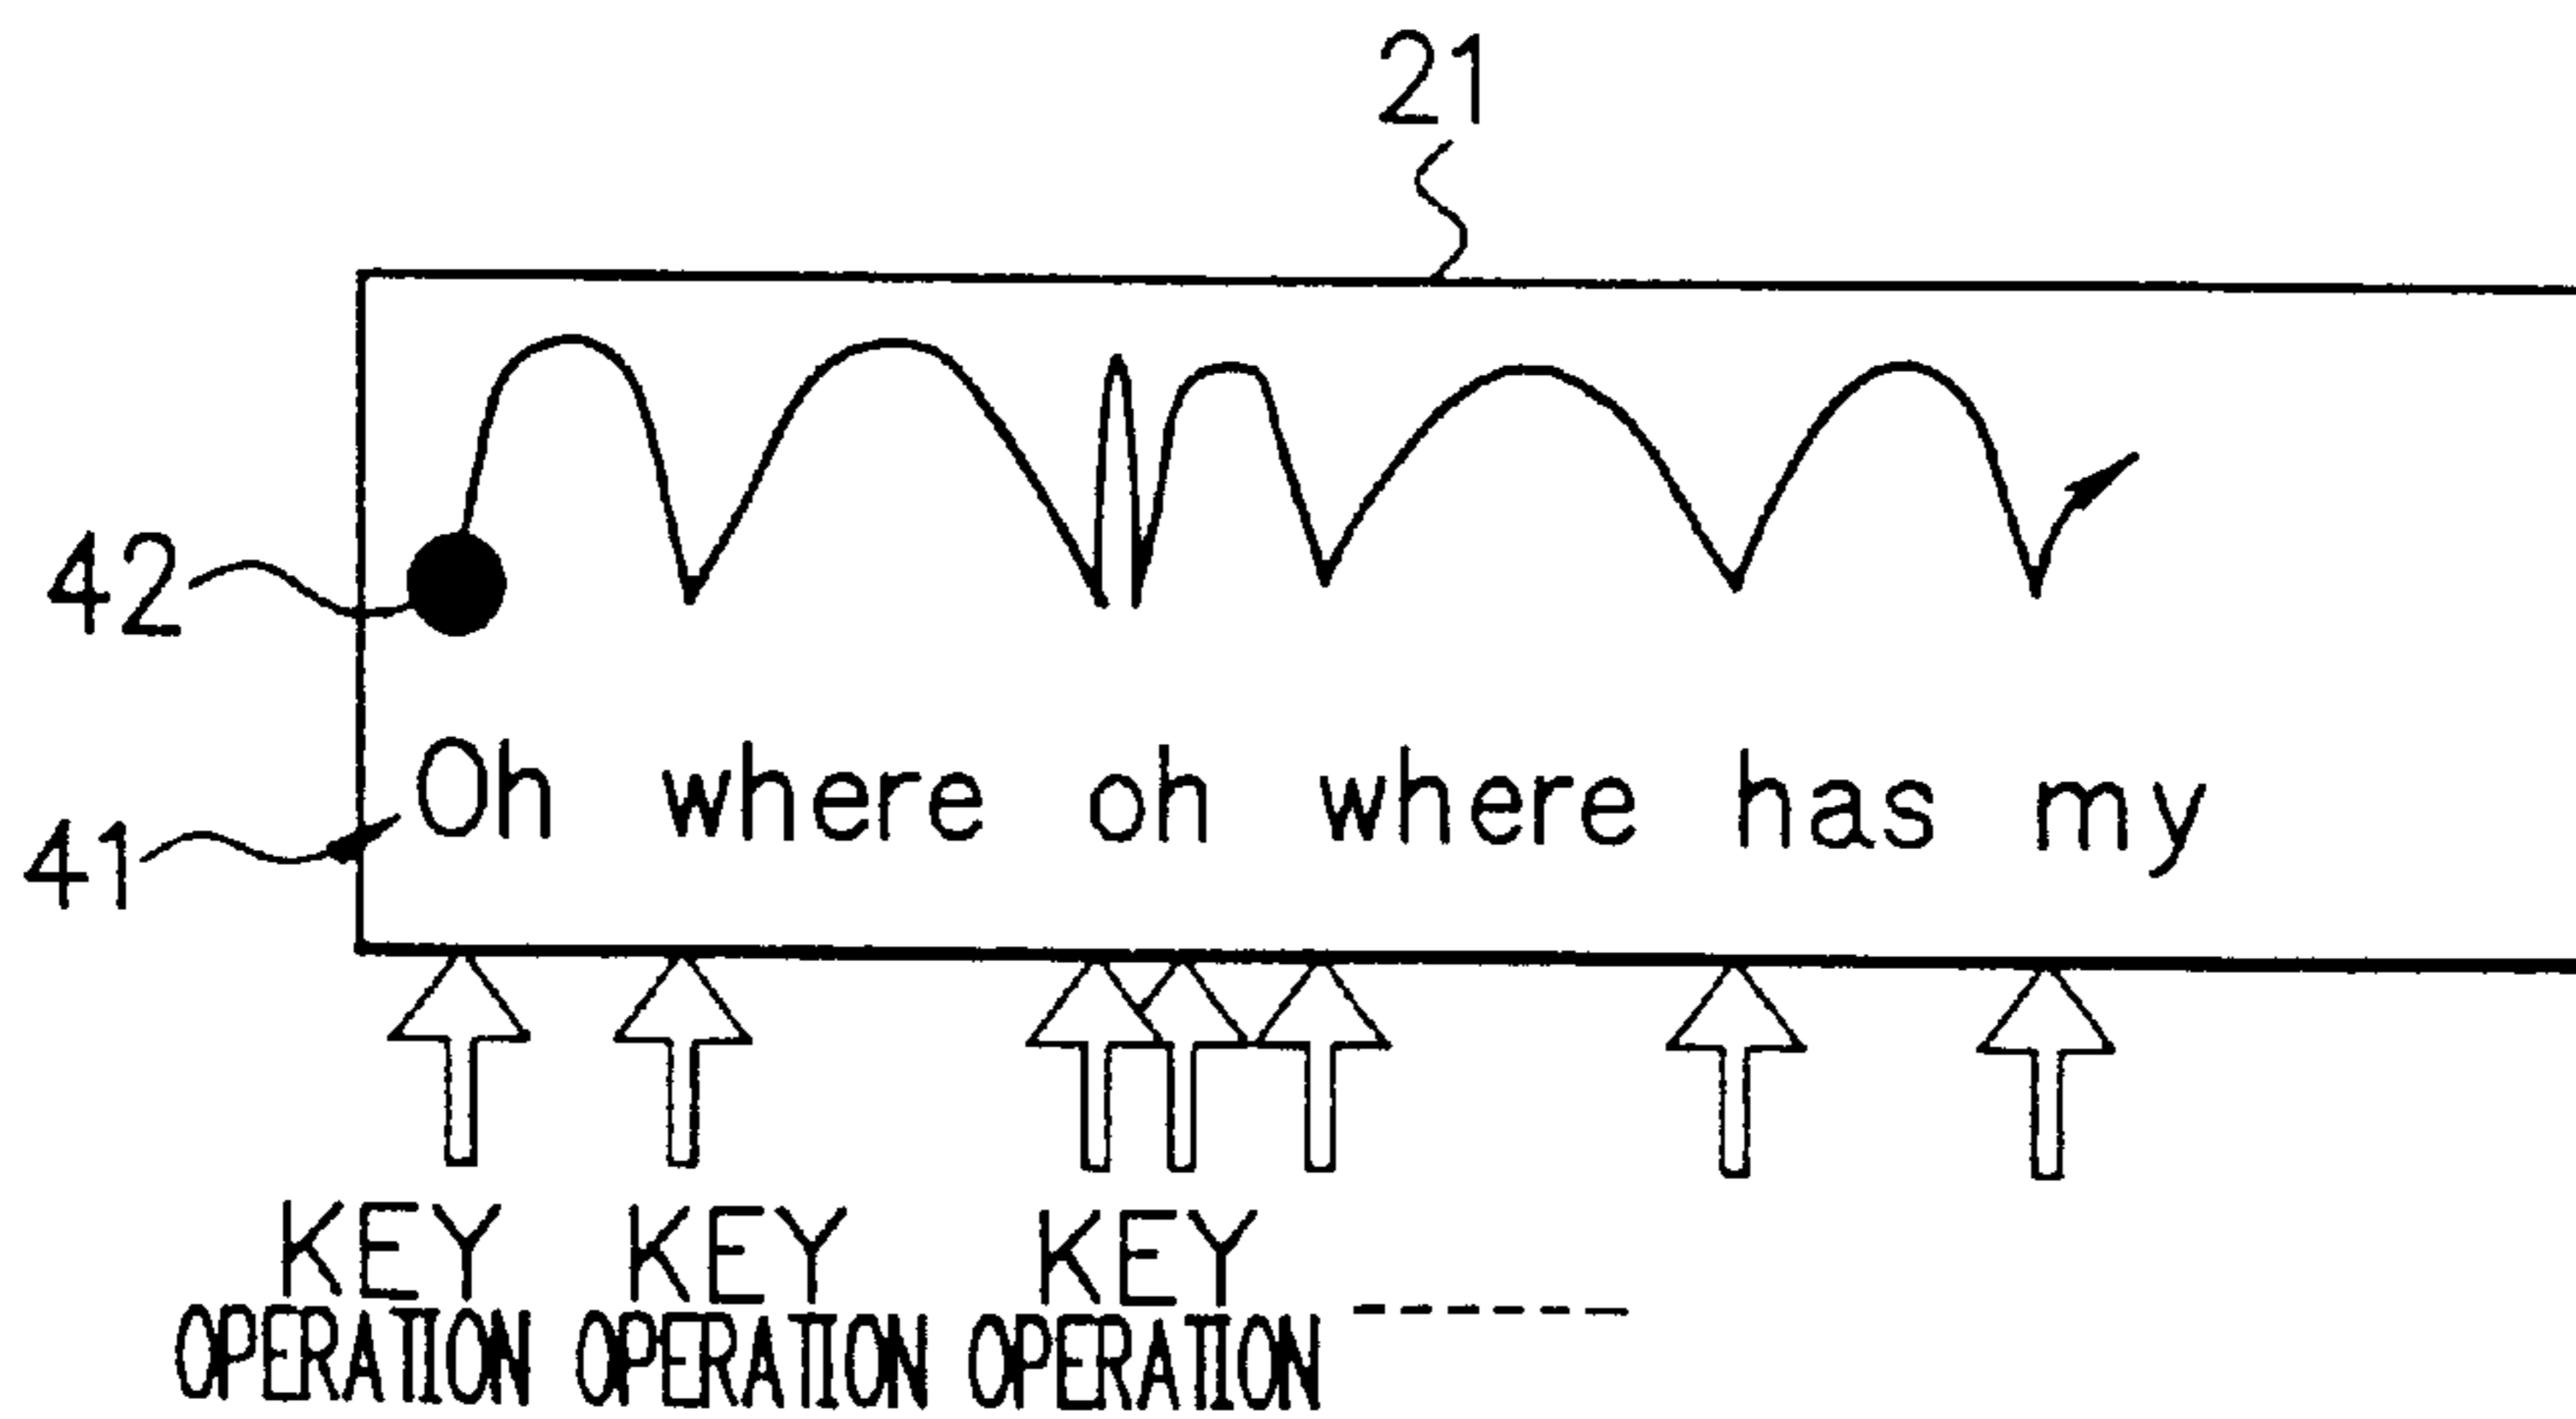 21
42
Oh where oh where has my
41
KEY KEY KEY
OPERATION OPERATION OPERATION ------